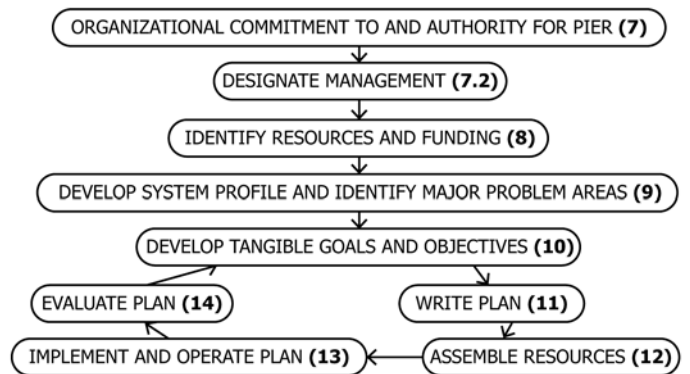 ORGANIZATIONAL COMMITMENT TO AND AUTHORITY FOR PIER (7)
DESIGNATE MANAGEMENT (7.2)
IDENTIFY RESOURCES AND FUNDING (8)
DEVELOP SYSTEM PROFILE AND IDENTIFY MAJOR PROBLEM AREAS (9)
DEVELOP TANGIBLE GOALS AND OBJECTIVES (10)
EVALUATE PLAN (14)
WRITE PLAN (11)
IMPLEMENT AND OPERATE PLAN (13)
ASSEMBLE RESOURCES (12)